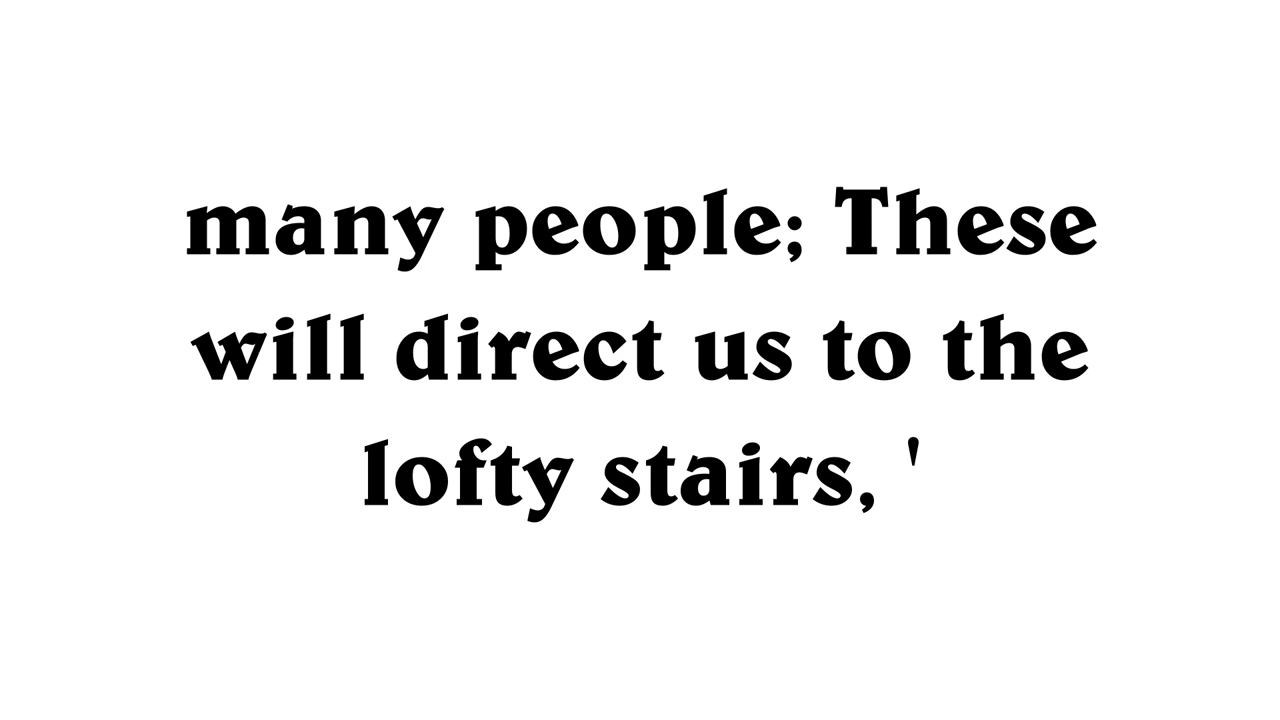 many people; These
will direct us to the
lofty stairs, '